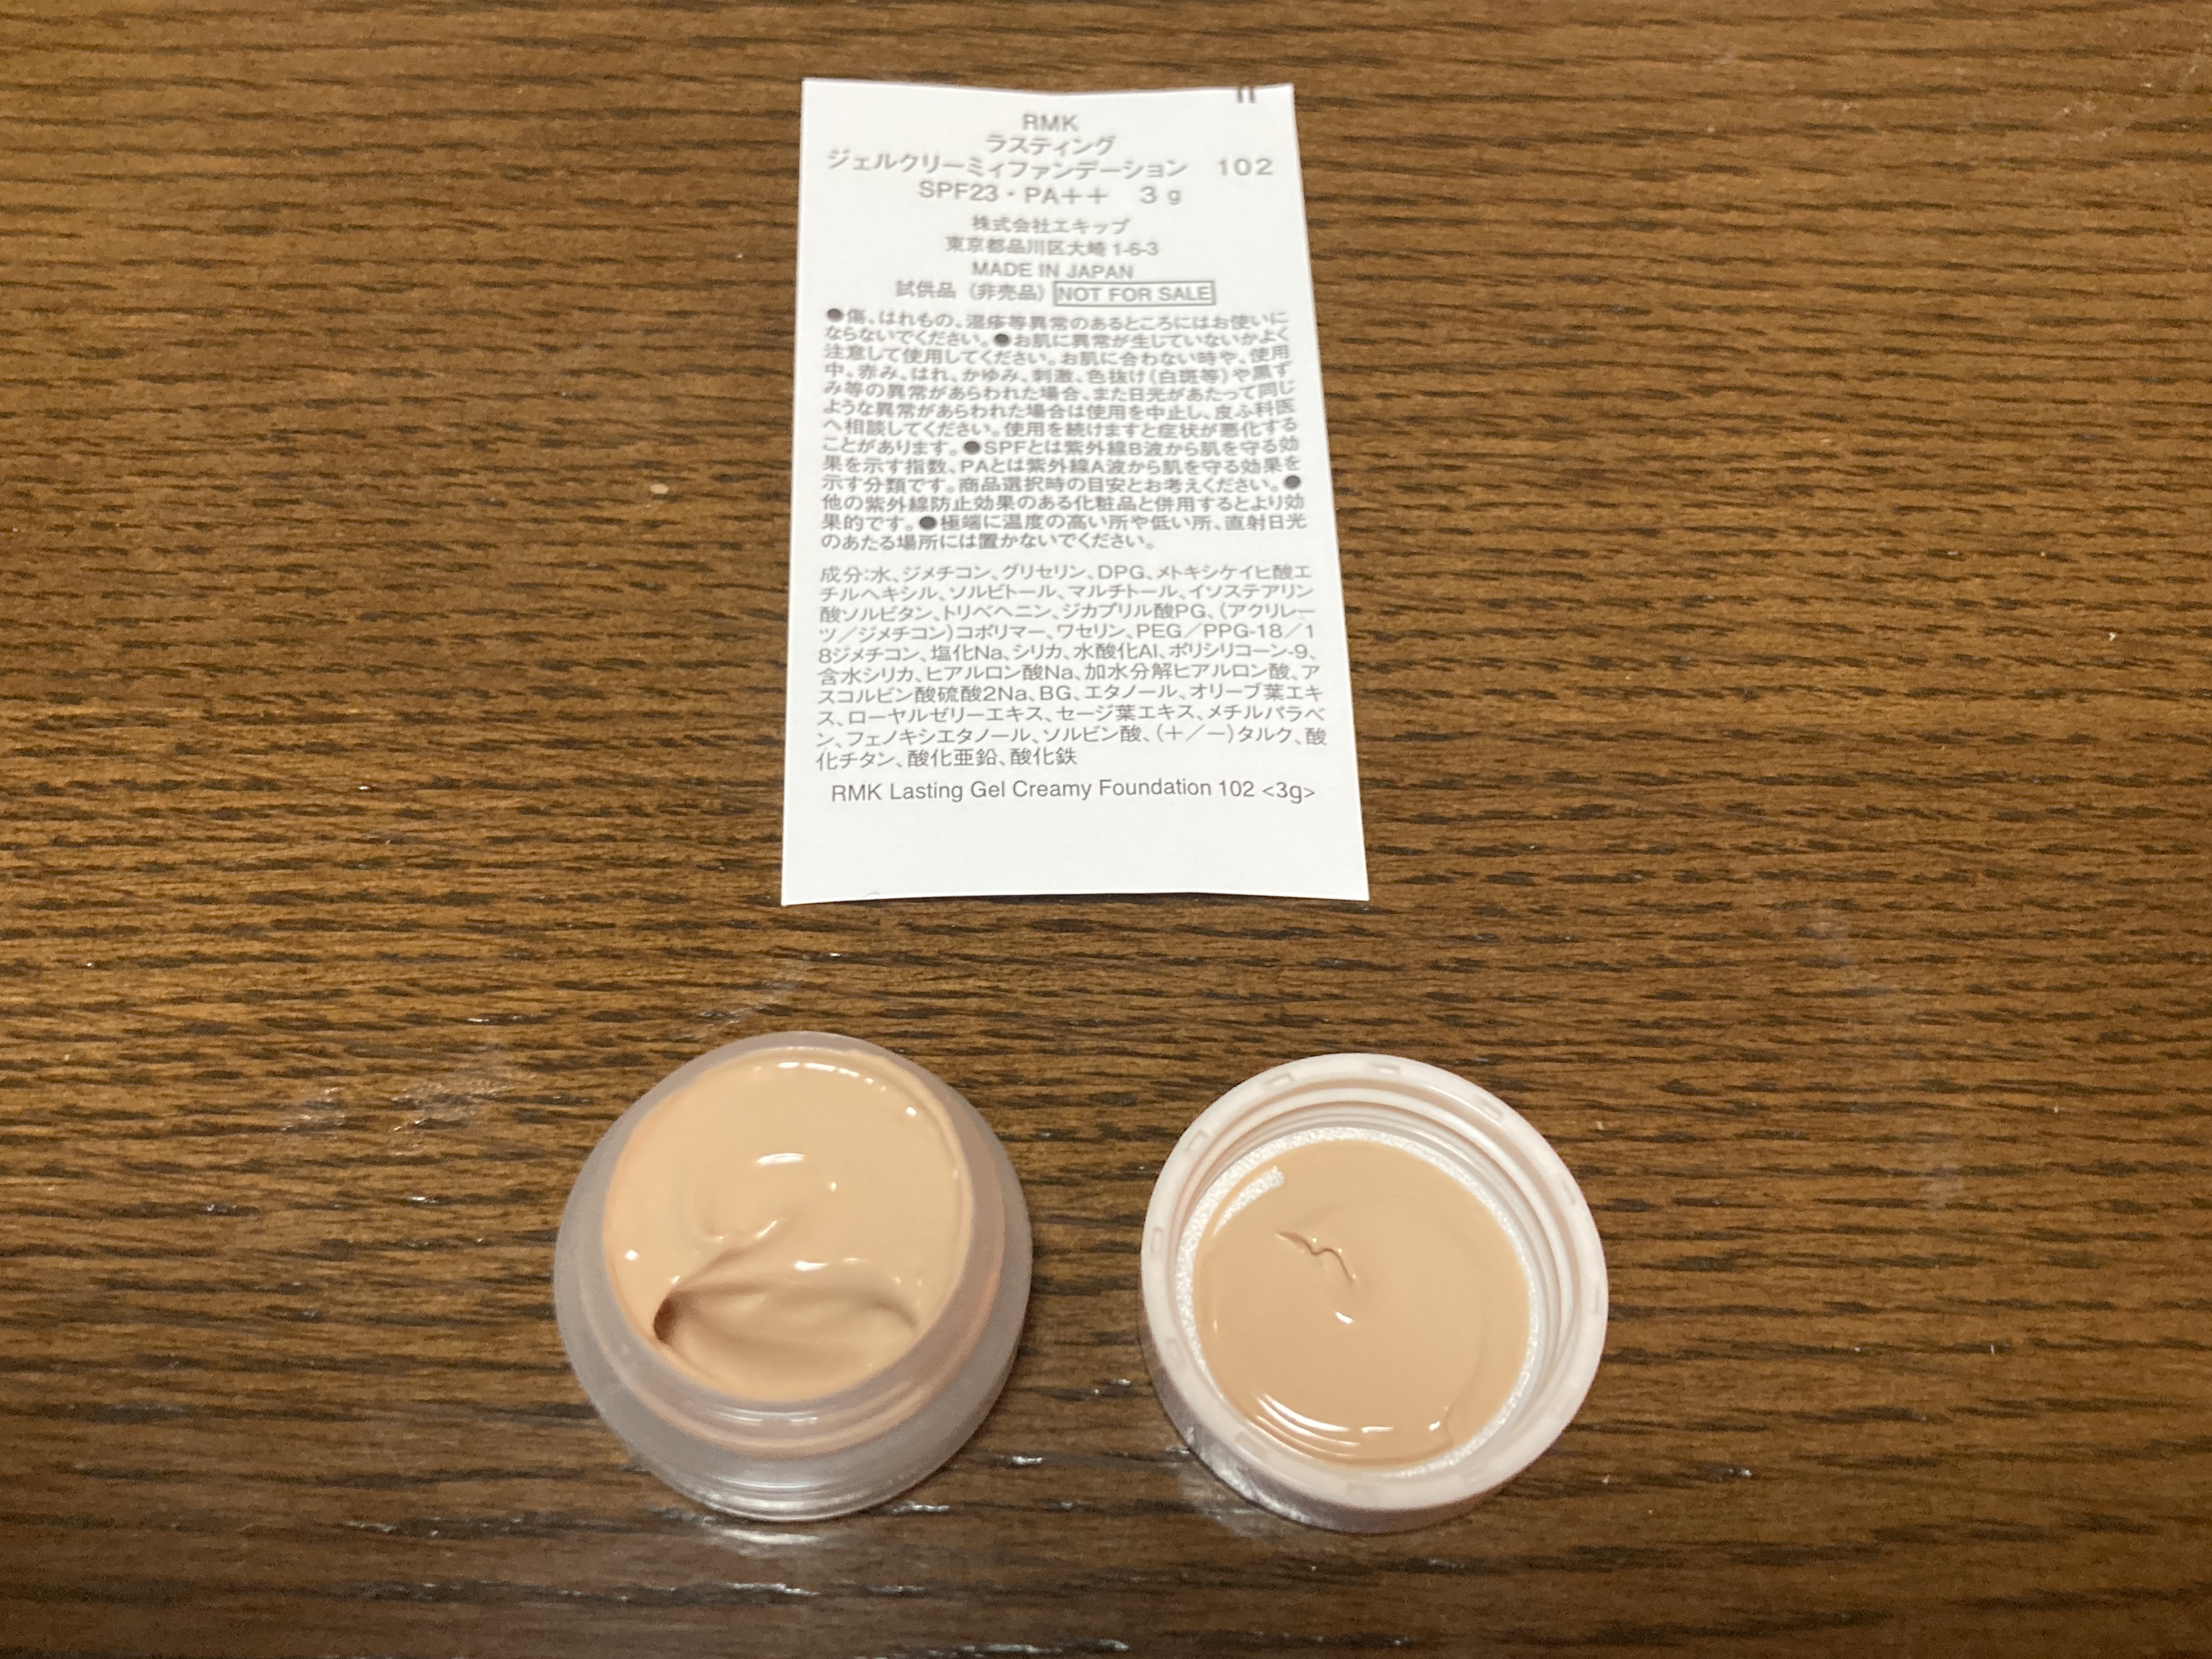 RMK
ラスティング
ジェルクリーミィファンデーション 102
SPF23・PA++ 3g
株式会社エキップ
東京都品川区大崎1-6-3
MADE IN JAPAN
試供品（非売品）NOT FOR SALE
●傷、はれもの、湿疹等異常のあるところにはお使いに
ならないでください。●お肌に異常が生じていないかよく
注意して使用してください。お肌に合わない時や、使用
中、赤み、はれ、かゆみ、刺激、色抜け（白斑等）や黒ず
み等の異常があらわれた場合、また日光があたって同じ
ような異常があらわれた場合は使用を中止し、皮ふ科医
へ相談してください。使用を続けますと症状が悪化する
ことがあります。●SPFとは紫外線B波から肌を守る効
果を示す指数、PAとは紫外線A波から肌を守る効果を
示す分類です。商品選択時の目安とお考えください。●
他の紫外線防止効果のある化粧品と併用するとより効
果的です。●極端に温度の高い所や低い所、直射日光
のあたる場所には置かないでください。
成分：水、ジメチコン、グリセリン、DPG、メトキシケイヒ酸エ
チルヘキシル、ソルビトール、マルチトール、イソステアリン
酸ソルビタン、トリベヘニン、ジカプリル酸PG、（アクリレー
ツ／ジメチコン）コポリマー、ワセリン、PEG／PPG-18／1
8ジメチコン、塩化Na、シリカ、水酸化Al、ポリシリコーン-9、
含水シリカ、ヒアルロン酸Na、加水分解ヒアルロン酸、ア
スコルビン酸硫酸2Na、BG、エタノール、オリーブ葉エキ
ス、ローヤルゼリーエキス、セージ葉エキス、メチルパラベ
ン、フェノキシエタノール、ソルビン酸、（＋／－）タルク、酸
化チタン、酸化亜鉛、酸化鉄
RMK Lasting Gel Creamy Foundation 102 <3g>